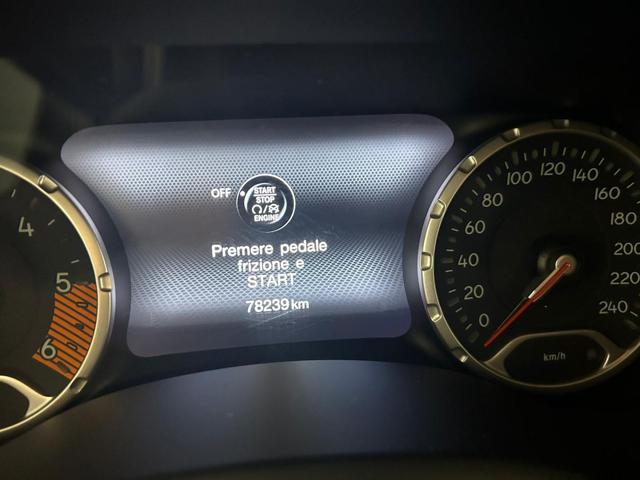 OFF
START
STOP
ENGINE
Premere pedale
frizione e
START
78239 km
4
5
6
0
20
40
60
80
100
120
140
160
180
200
220
240
km/h